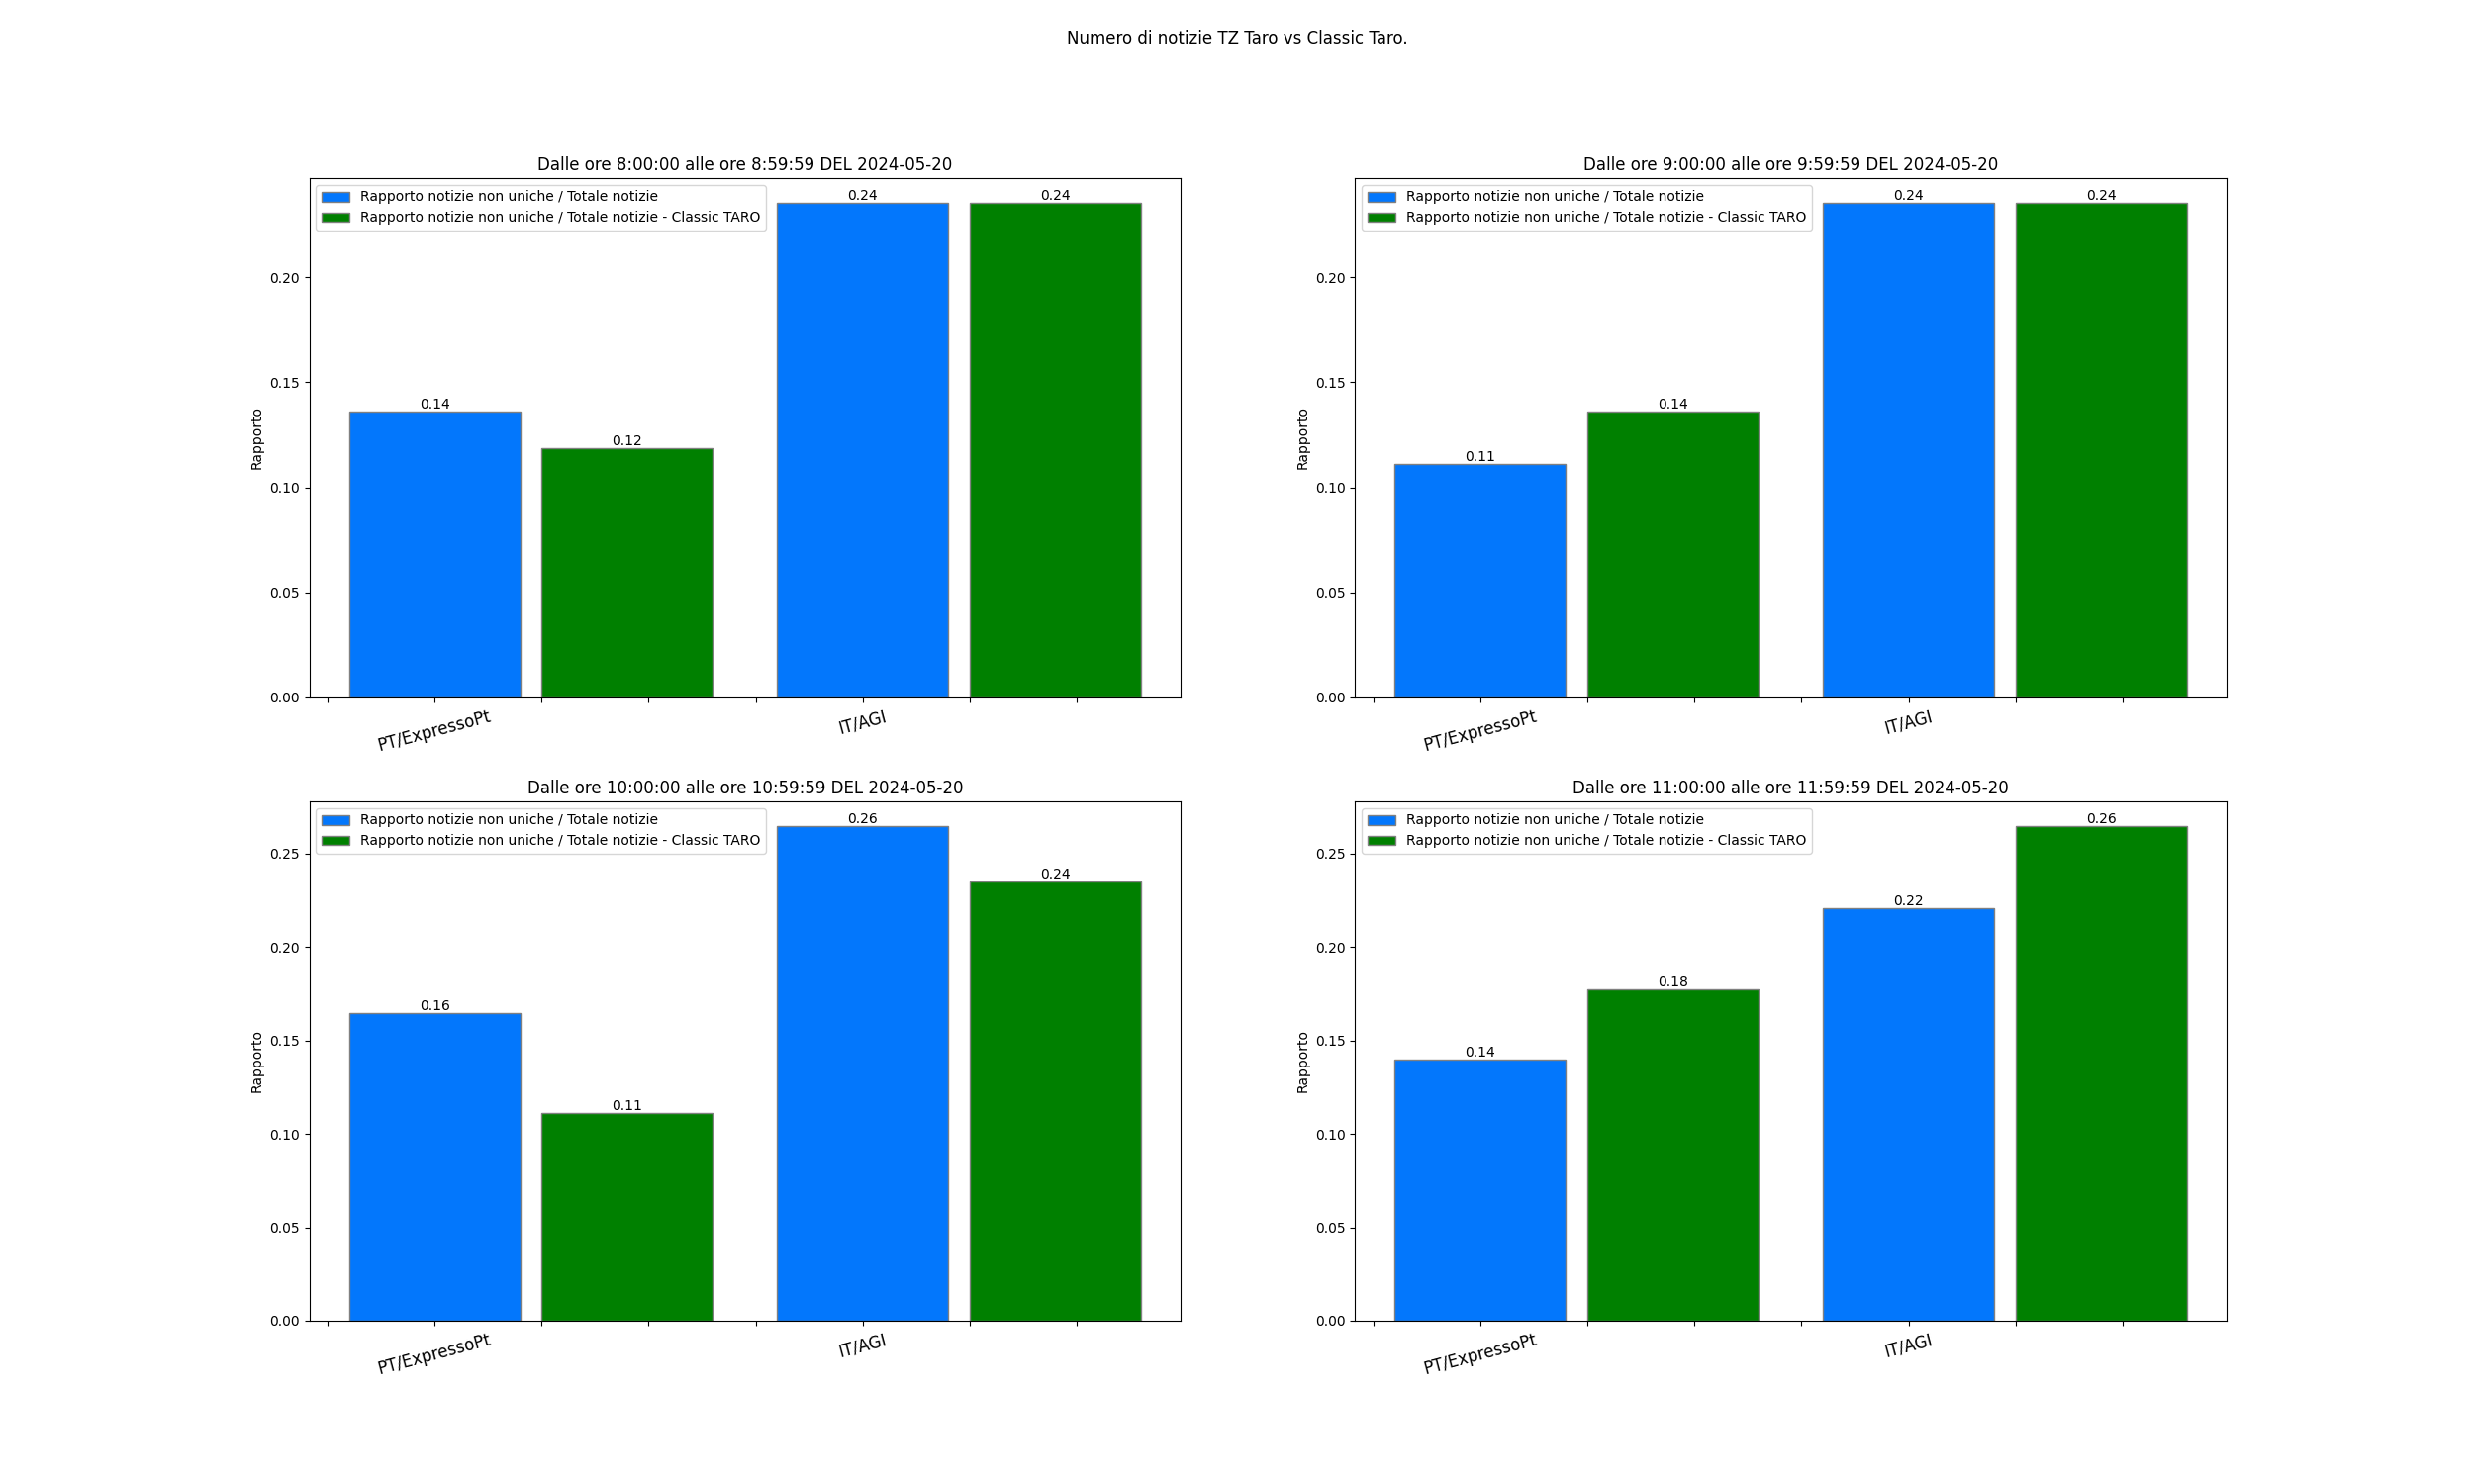 Numero di notizie TZ Taro vs Classic Taro.
Dalle ore 8:00:00 alle ore 8:59:59 DEL 2024-05-20
Rapporto notizie non uniche / Totale notizie
Rapporto notizie non uniche / Totale notizie - Classic TARO
0.24
0.24
0.20
0.15
0.14
0.12
0.10
0.05
0.00
Rapporto
PT/ExpressoPt
IT/AGI
Dalle ore 9:00:00 alle ore 9:59:59 DEL 2024-05-20
Rapporto notizie non uniche / Totale notizie
Rapporto notizie non uniche / Totale notizie - Classic TARO
0.24
0.24
0.20
0.15
0.14
0.11
0.10
0.05
0.00
Rapporto
PT/ExpressoPt
IT/AGI
Dalle ore 10:00:00 alle ore 10:59:59 DEL 2024-05-20
Rapporto notizie non uniche / Totale notizie
Rapporto notizie non uniche / Totale notizie - Classic TARO
0.26
0.25
0.24
0.20
0.16
0.15
0.11
0.10
0.05
0.00
Rapporto
PT/ExpressoPt
IT/AGI
Dalle ore 11:00:00 alle ore 11:59:59 DEL 2024-05-20
Rapporto notizie non uniche / Totale notizie
Rapporto notizie non uniche / Totale notizie - Classic TARO
0.26
0.25
0.22
0.20
0.18
0.15
0.14
0.10
0.05
0.00
Rapporto
PT/ExpressoPt
IT/AGI